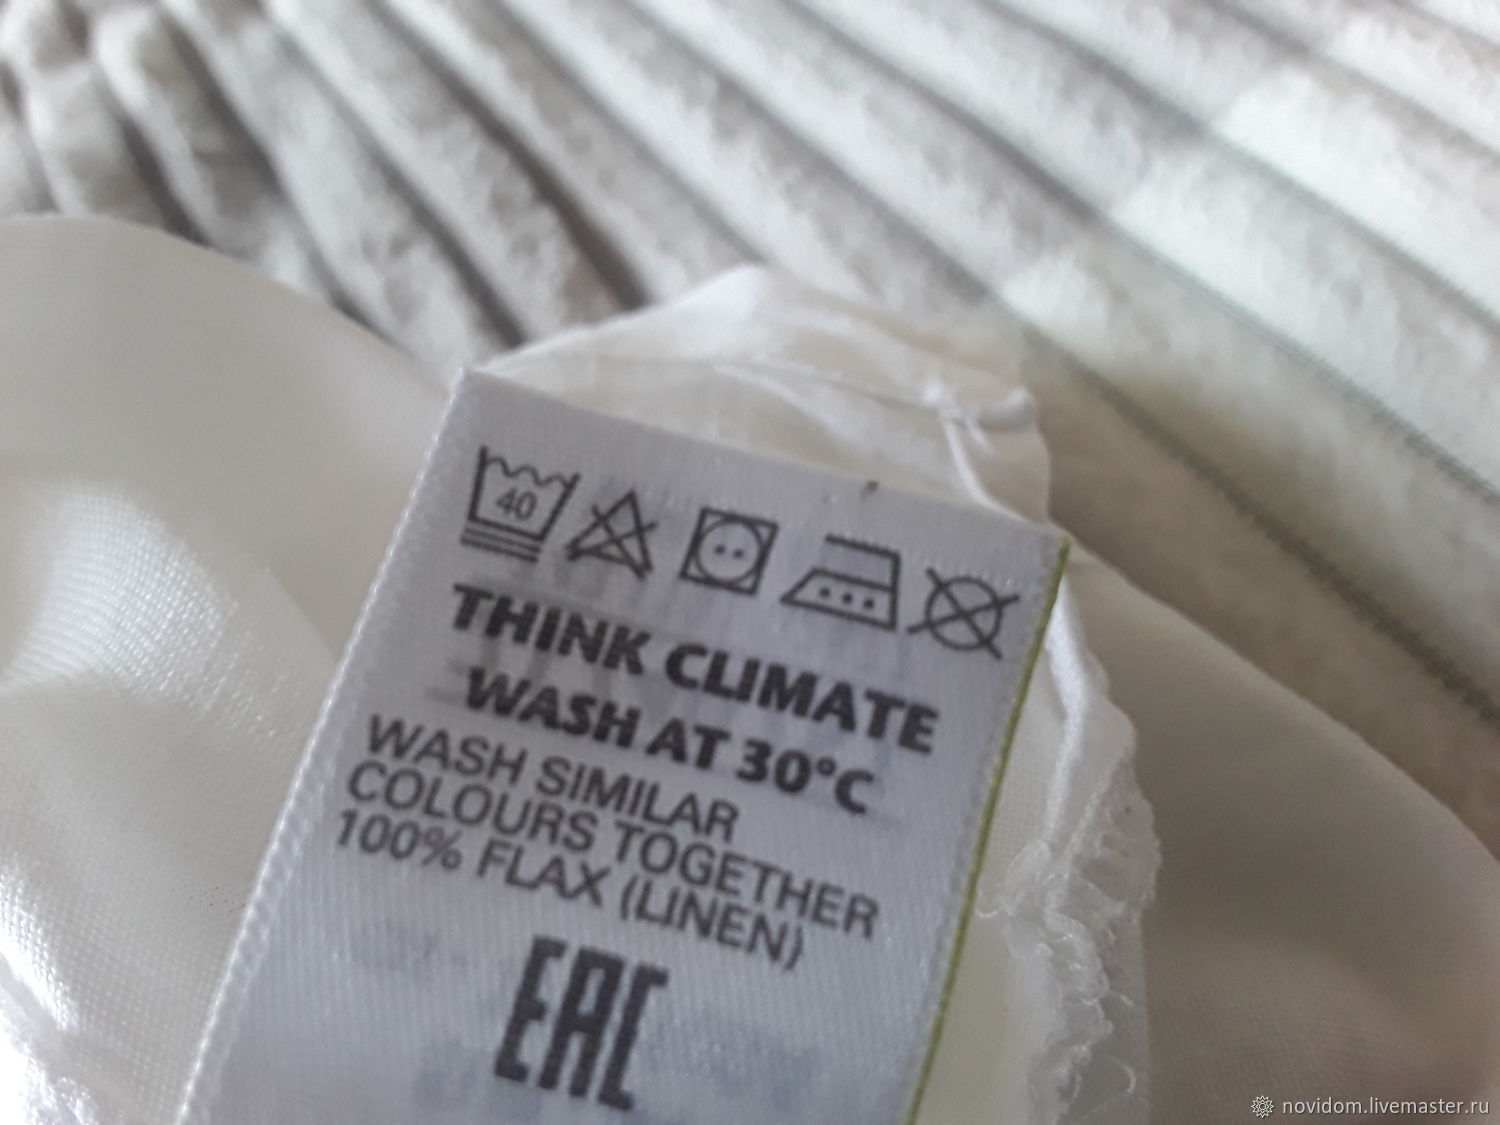 40
THINK CLIMATE
WASH AT 30°C
WASH SIMILAR
COLOURS TOGETHER
100% FLAX (LINEN)
EAC
novidom.livemaster.ru